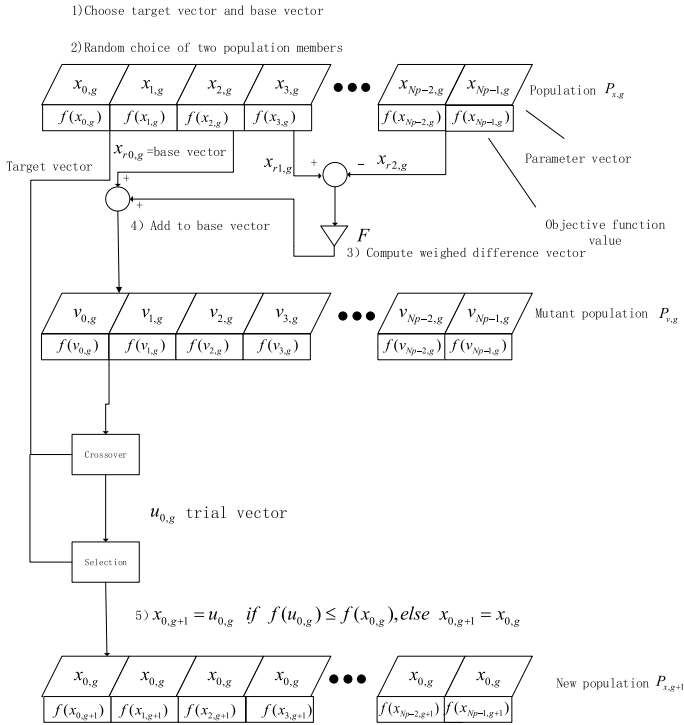 1)Choose target vector and base vector
2)Random choice of two population members
x_{0,g} x_{1,g} x_{2,g} x_{3,g} ●●● x_{Np-2,g} x_{Np-1,g} Population P_{x,g}
f(x_{0,g}) f(x_{1,g}) f(x_{2,g}) f(x_{3,g}) f(x_{Np-2,g}) f(x_{Np-1,g})
x_{r0,g} =base vector
Target vector
x_{r1,g} + − x_{r2,g}
Parameter vector
+
+
4) Add to base vector
F
Objective function
value
3) Compute weighed difference vector
v_{0,g} v_{1,g} v_{2,g} v_{3,g} ●●● v_{Np-2,g} v_{Np-1,g} Mutant population P_{v,g}
f(v_{0,g}) f(v_{1,g}) f(v_{2,g}) f(v_{3,g}) f(v_{Np-2,g}) f(v_{Np-1,g})
Crossover
u_{0,g} trial vector
Selection
5) x_{0,g+1} = u_{0,g} if f(u_{0,g}) ≤ f(x_{0,g}), else x_{0,g+1} = x_{0,g}
x_{0,g} x_{0,g} x_{0,g} x_{0,g} ●●● x_{0,g} x_{0,g} New population P_{x,g+1}
f(x_{0,g+1}) f(x_{1,g+1}) f(x_{2,g+1}) f(x_{3,g+1}) f(x_{Np-2,g+1}) f(x_{Np-1,g+1})